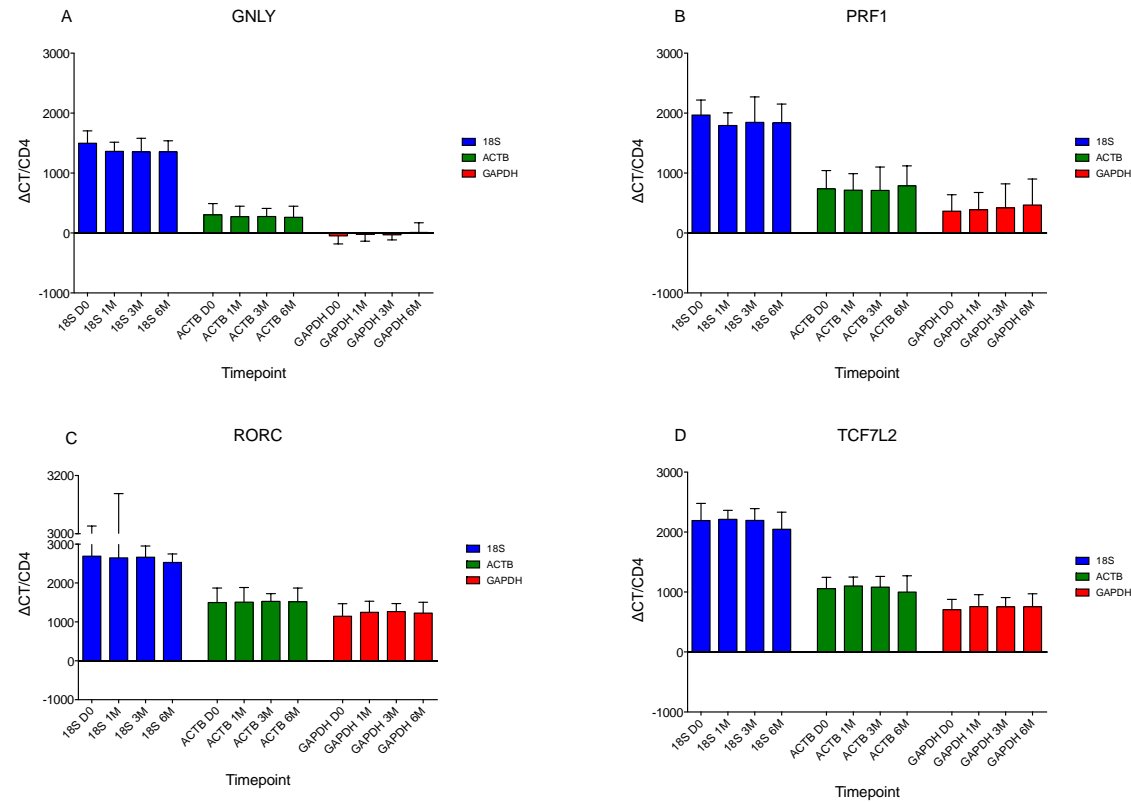 A
GNLY
3000
2000
1000
0
-1000
ΔCT/CD4
18S D0
18S 1M
18S 3M
18S 6M
ACTB D0
ACTB 1M
ACTB 3M
ACTB 6M
GAPDH D0
GAPDH 1M
GAPDH 3M
GAPDH 6M
Timepoint
18S
ACTB
GAPDH
B
PRF1
3000
2000
1000
0
-1000
ΔCT/CD4
18S D0
18S 1M
18S 3M
18S 6M
ACTB D0
ACTB 1M
ACTB 3M
ACTB 6M
GAPDH D0
GAPDH 1M
GAPDH 3M
GAPDH 6M
Timepoint
18S
ACTB
GAPDH
C
RORC
3200
3000
3000
2000
1000
0
-1000
ΔCT/CD4
18S D0
18S 1M
18S 3M
18S 6M
ACTB D0
ACTB 1M
ACTB 3M
ACTB 6M
GAPDH D0
GAPDH 1M
GAPDH 3M
GAPDH 6M
Timepoint
18S
ACTB
GAPDH
D
TCF7L2
3000
2000
1000
0
-1000
ΔCT/CD4
18S D0
18S 1M
18S 3M
18S 6M
ACTB D0
ACTB 1M
ACTB 3M
ACTB 6M
GAPDH D0
GAPDH 1M
GAPDH 3M
GAPDH 6M
Timepoint
18S
ACTB
GAPDH